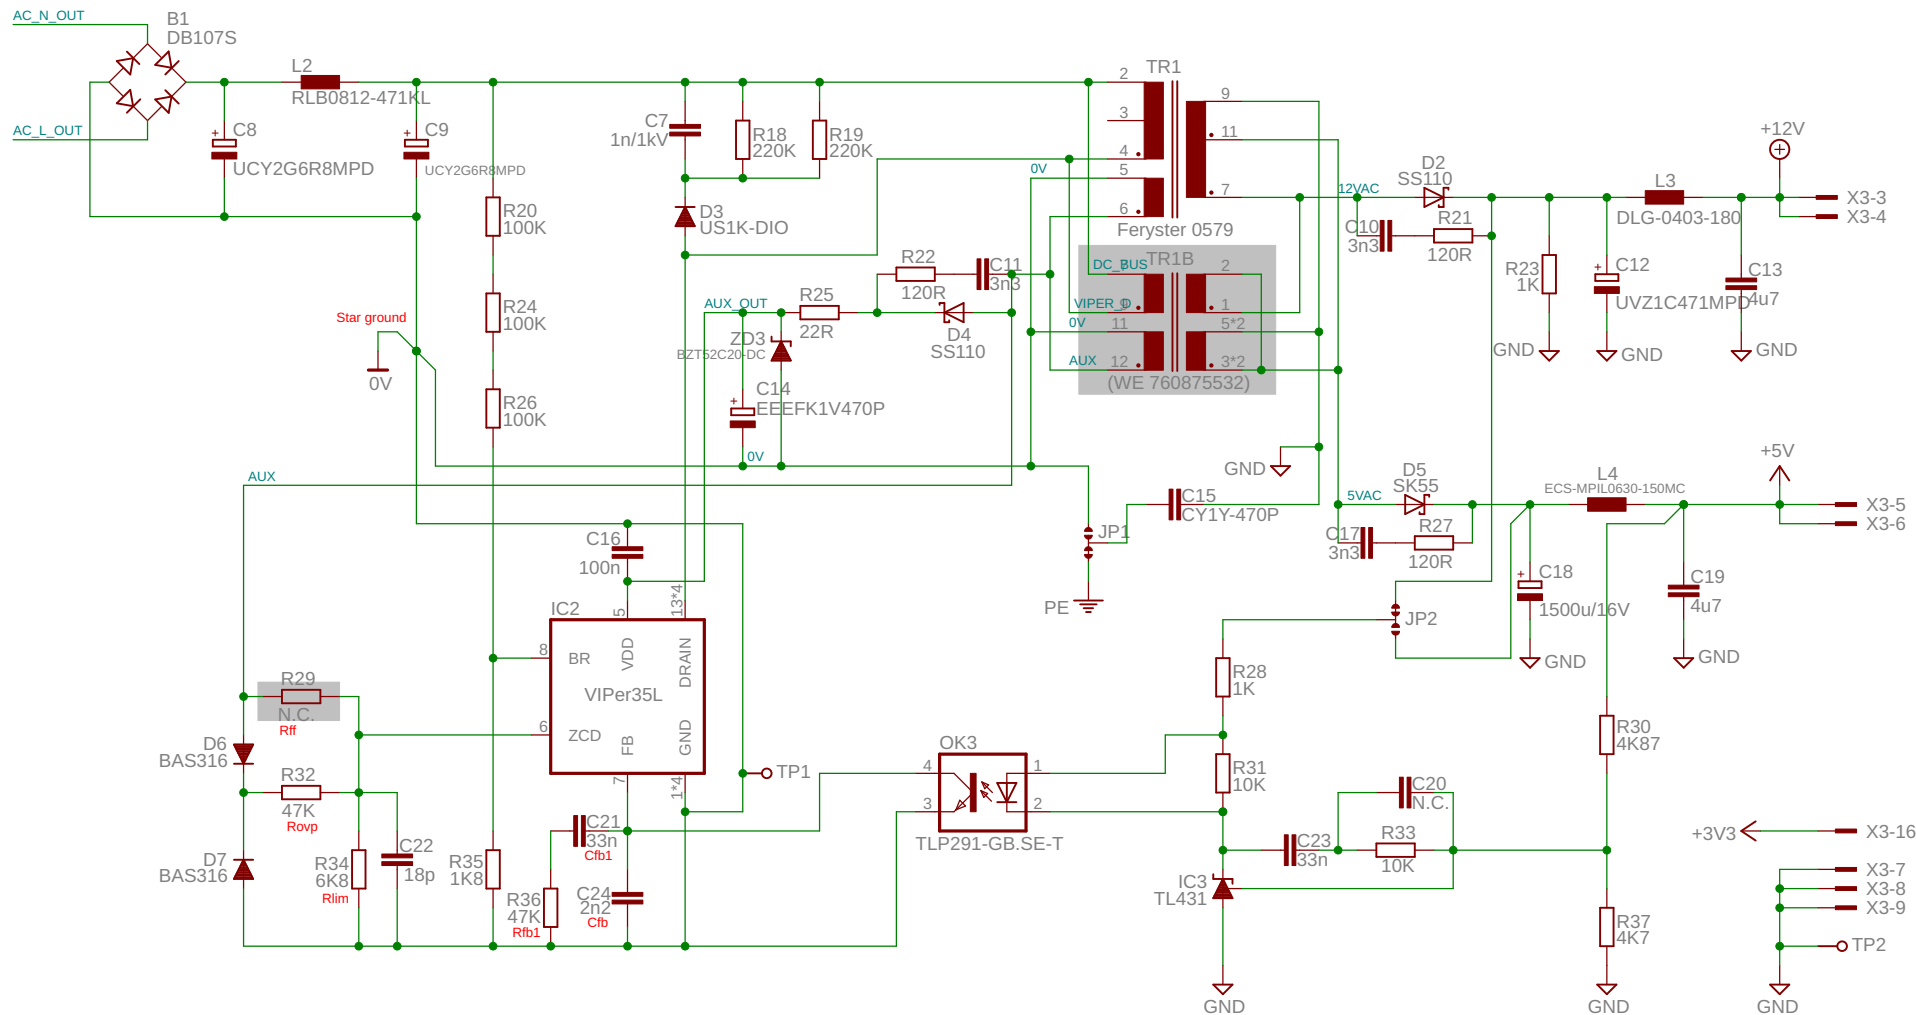 AC_N_OUT
B1
DB107S
AC_L_OUT
L2
RLB0812-471KL
C8
UCY2G6R8MPD
C9
UCY2G6R8MPD
C7
1n/1kV
R18
220K
R19
220K
D3
US1K-DIO
R20
100K
R24
100K
R26
100K
Star ground
0V
TR1
2
3
4
5
6
9
11
7
0V
Feryster 0579
TR1B
DC_BUS
VIPER_D
9
0V
11
AUX
12
2
1
5*2
3*2
(WE 760875532)
R22
120R
C11
3n3
D4
SS110
AUX_OUT
R25
22R
ZD3
BZT52C20-DC
C14
EEEFK1V470P
0V
AUX
12VAC
D2
SS110
C10
3n3
R21
120R
R23
1K
GND
C12
UVZ1C471MPD
GND
L3
DLG-0403-180
C13
4u7
GND
+12V
X3-3
X3-4
GND
C15
CY1Y-470P
JP1
PE
5VAC
D5
SK55
C17
3n3
R27
120R
L4
ECS-MPIL0630-150MC
+5V
X3-5
X3-6
C18
1500u/16V
GND
C19
4u7
GND
JP2
C16
100n
IC2
5
13*4
8
BR
VDD
DRAIN
VIPer35L
6
ZCD
FB
GND
7
1*4
TP1
R29
N.C.
Rff
D6
BAS316
R32
47K
Rovp
D7
BAS316
R34
6K8
Rlim
C22
18p
R35
1K8
C21
33n
Cfb1
R36
47K
Rfb1
C24
2n2
Cfb
OK3
4
3
1
2
TLP291-GB.SE-T
R28
1K
R31
10K
C20
N.C.
C23
33n
R33
10K
IC3
TL431
GND
R30
4K87
R37
4K7
GND
+3V3
X3-16
X3-7
X3-8
X3-9
TP2
GND